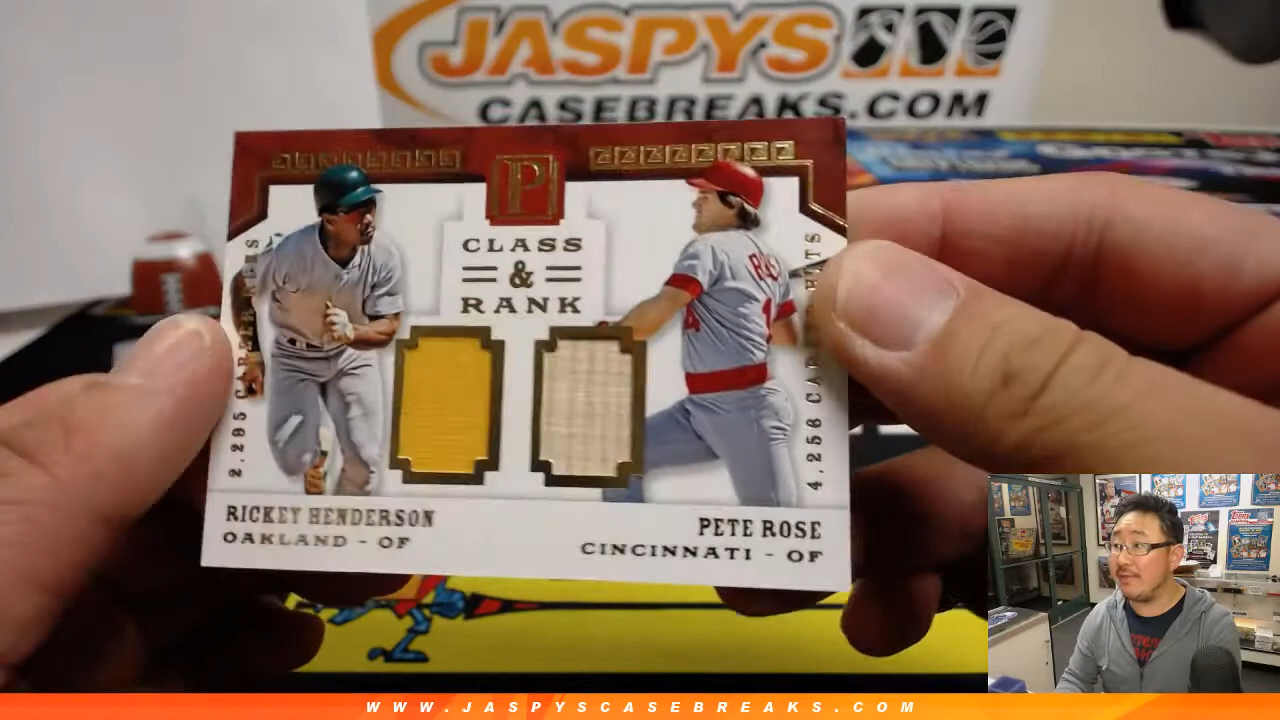 JASPYS
CASEBREAKS.COM
P
CLASS
&
RANK
2,295 CAREER
4,256
RICKEY HENDERSON
OAKLAND - OF
PETE ROSE
CINCINNATI - OF
WWW.JASPYSCASEBREAKS.COM